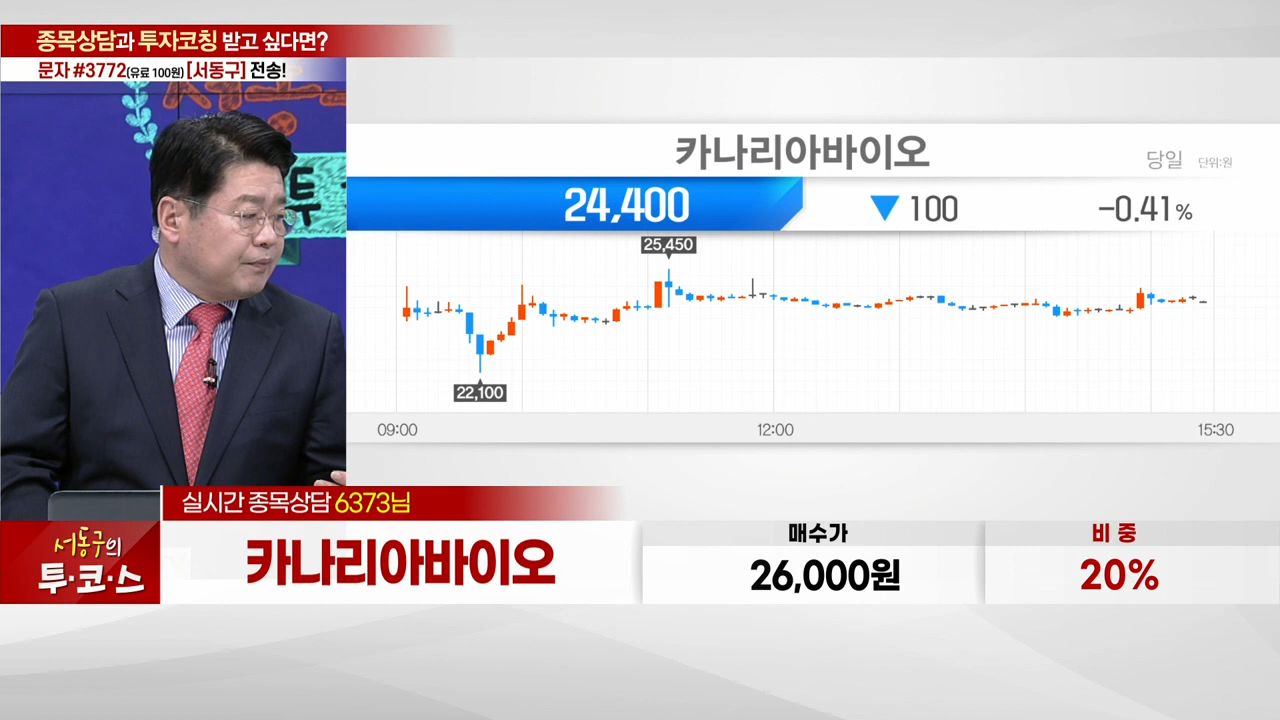 종목상담과 투자코칭 받고 싶다면?
문자 #3772(유료 100원) [서동구] 전송!
투
카나리아바이오
당일 단위:원
24,400 ▼ 100 -0.41%
25,450
22,100
09:00 12:00 15:30
실시간 종목상담 6373님
서동구의
투·코·스
카나리아바이오
매수가
26,000원
비 중
20%